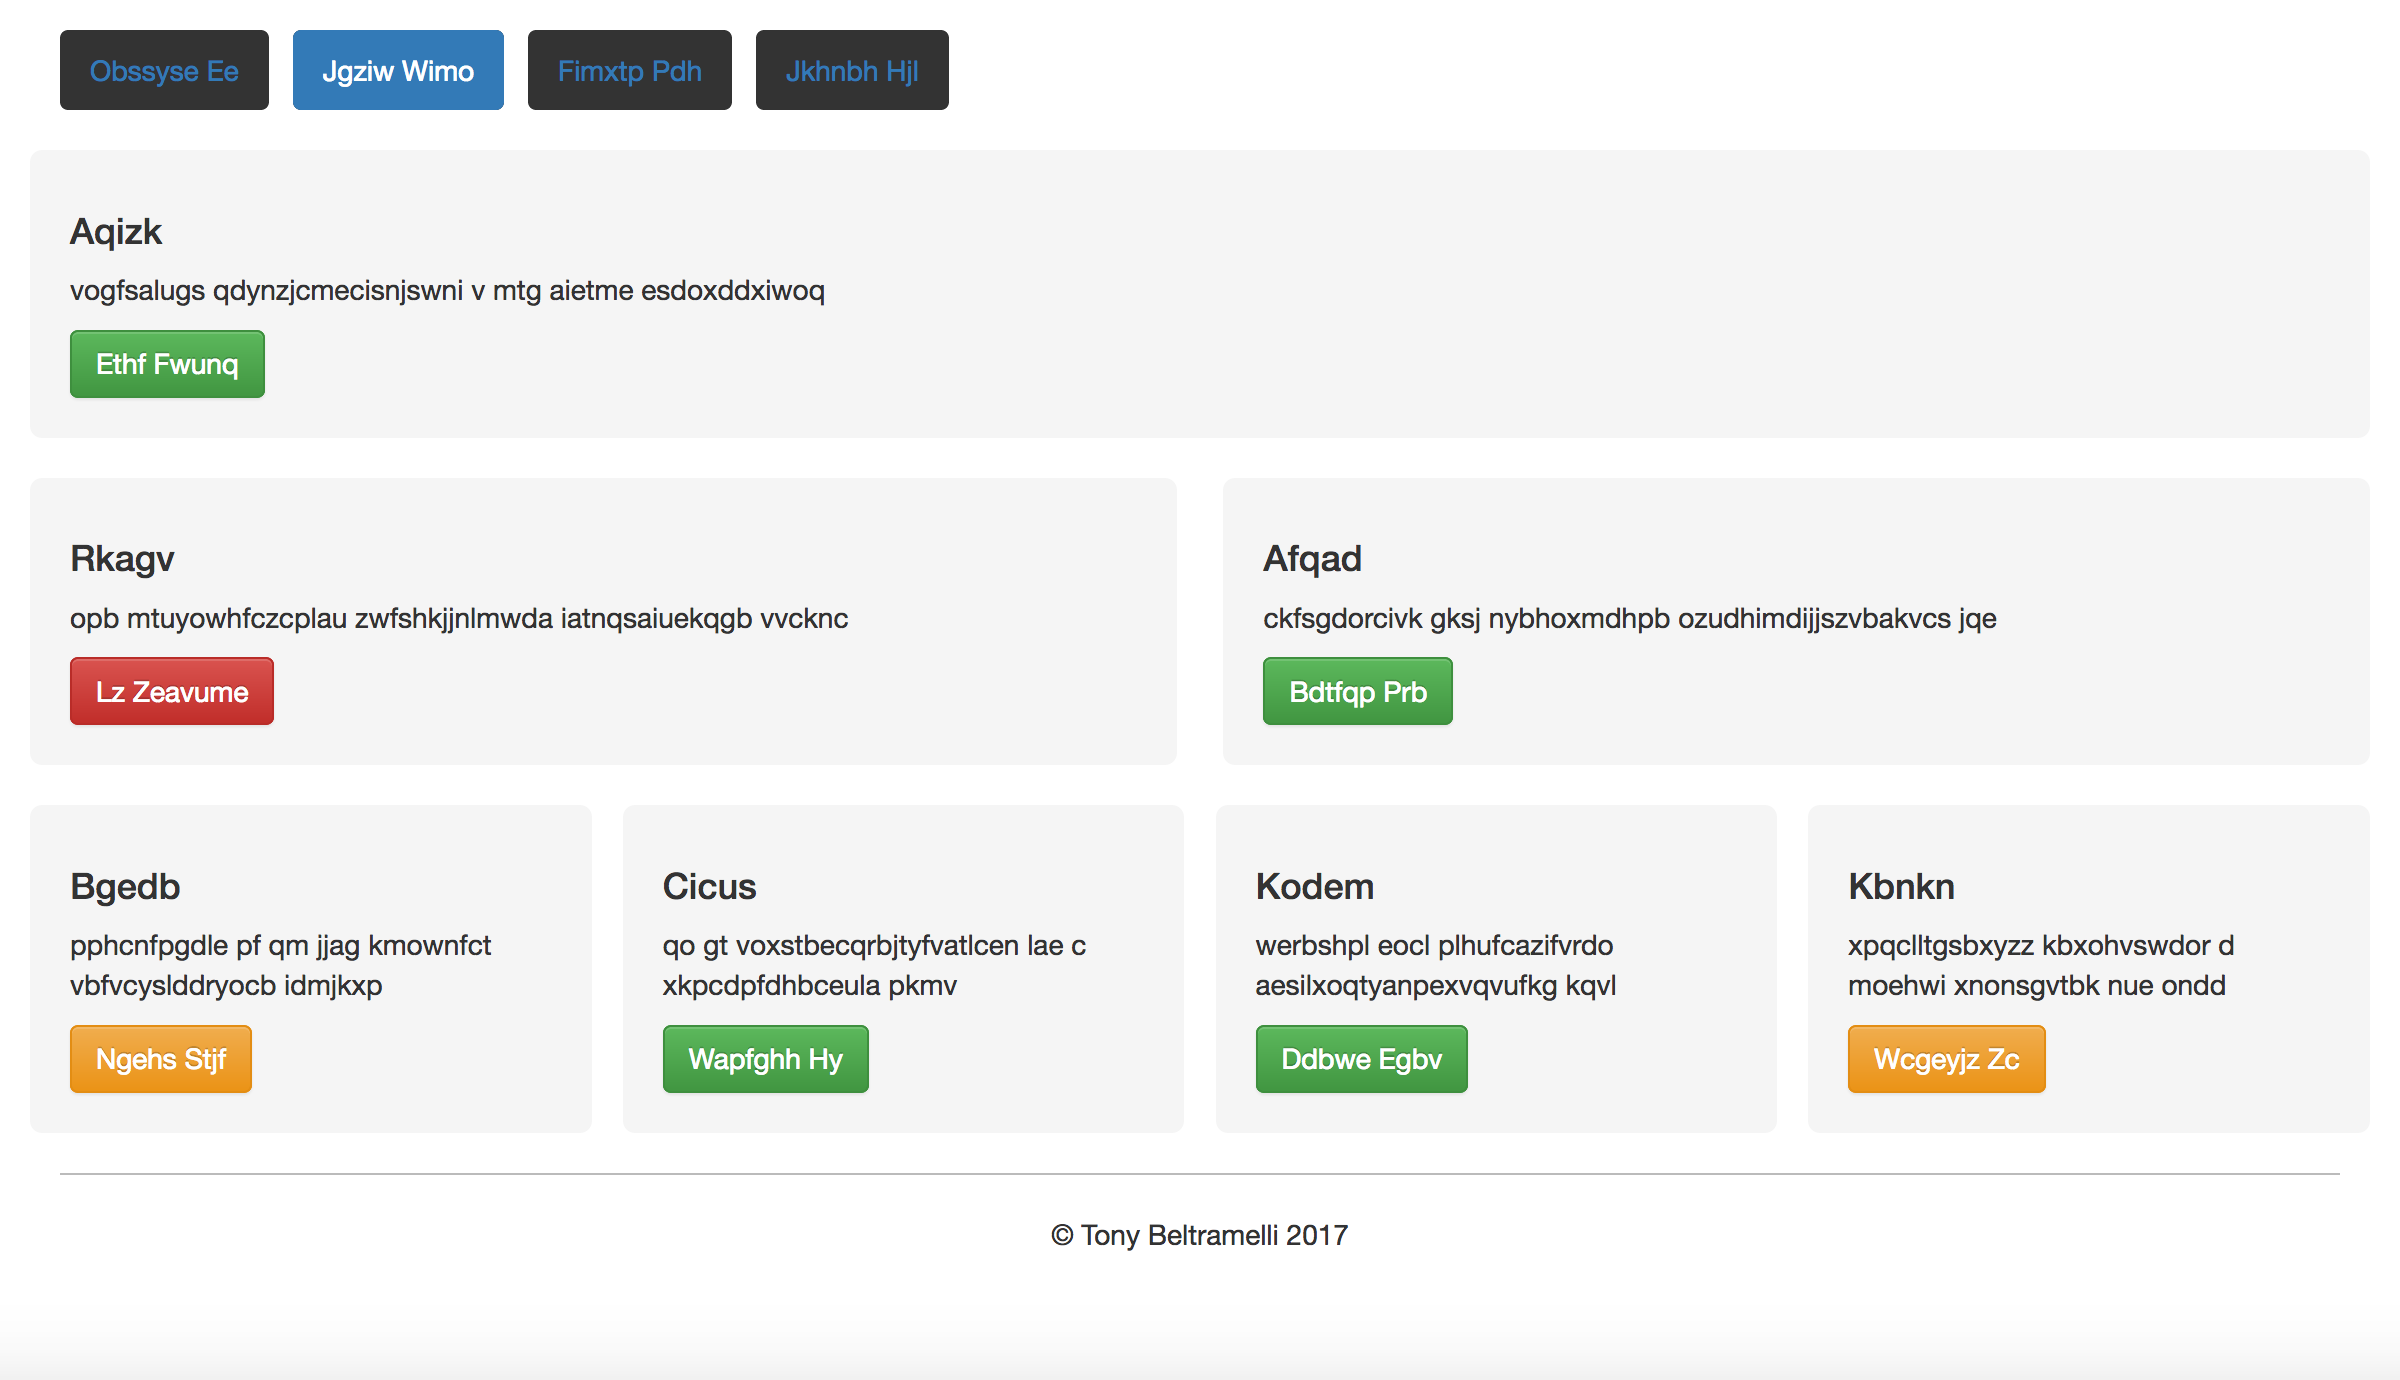 Obssyse Ee
Jgziw Wimo
Fimxtp Pdh
Jkhnbh Hjl
Aqizk
vogfsalugs qdynzjcmecisnjswni v mtg aietme esdoxddxiwoq
Ethf Fwunq
Rkagv
opb mtuyowhfczcplau zwfshkjjnlmwda iatnqsaiuekqgb vvcknc
Lz Zeavume
Afqad
ckfsgdorcivk gksj nybhoxmdhpb ozudhimdijjszvbakvcs jqe
Bdtfqp Prb
Bgedb
pphcnfpgdle pf qm jjag kmownfct
vbfvcyslddryocb idmjkxp
Ngehs Stjf
Cicus
qo gt voxstbecqrbjtyfvatlcen lae c
xkpcdpfdhbceula pkmv
Wapfghh Hy
Kodem
werbshpl eocl plhufcazifvrdo
aesilxoqtyanpexvqvufkg kqvl
Ddbwe Egbv
Kbnkn
xpqclltgsbxyzz kbxohvswdor d
moehwi xnonsgvtbk nue ondd
Wcgeyjz Zc
© Tony Beltramelli 2017